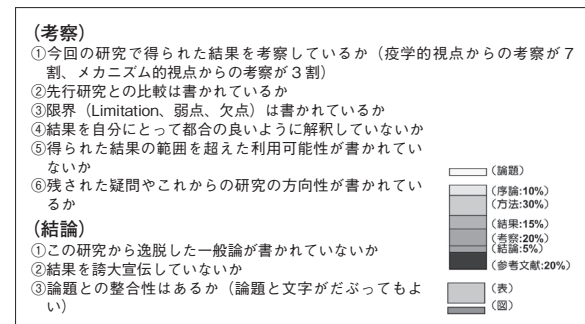 （考察）
①今回の研究で得られた結果を考察しているか（疫学的視点からの考察が７
割、メカニズム的視点からの考察が３割）
②先行研究との比較は書かれているか
③限界（Limitation、弱点、欠点）は書かれているか
④結果を自分にとって都合の良いように解釈していないか
⑤得られた結果の範囲を超えた利用可能性が書かれてい
ないか
⑥残された疑問やこれからの研究の方向性が書かれてい
るか
（結論）
①この研究から逸脱した一般論が書かれていないか
②結果を誇大宣伝していないか
③論題との整合性はあるか（論題と文字がだぶってもよ
い）
（論題）
（序論:10%）
（方法:30%）
（結果:15%）
（考察:20%）
（結論:5%）
（参考文献:20%）
（表）
（図）